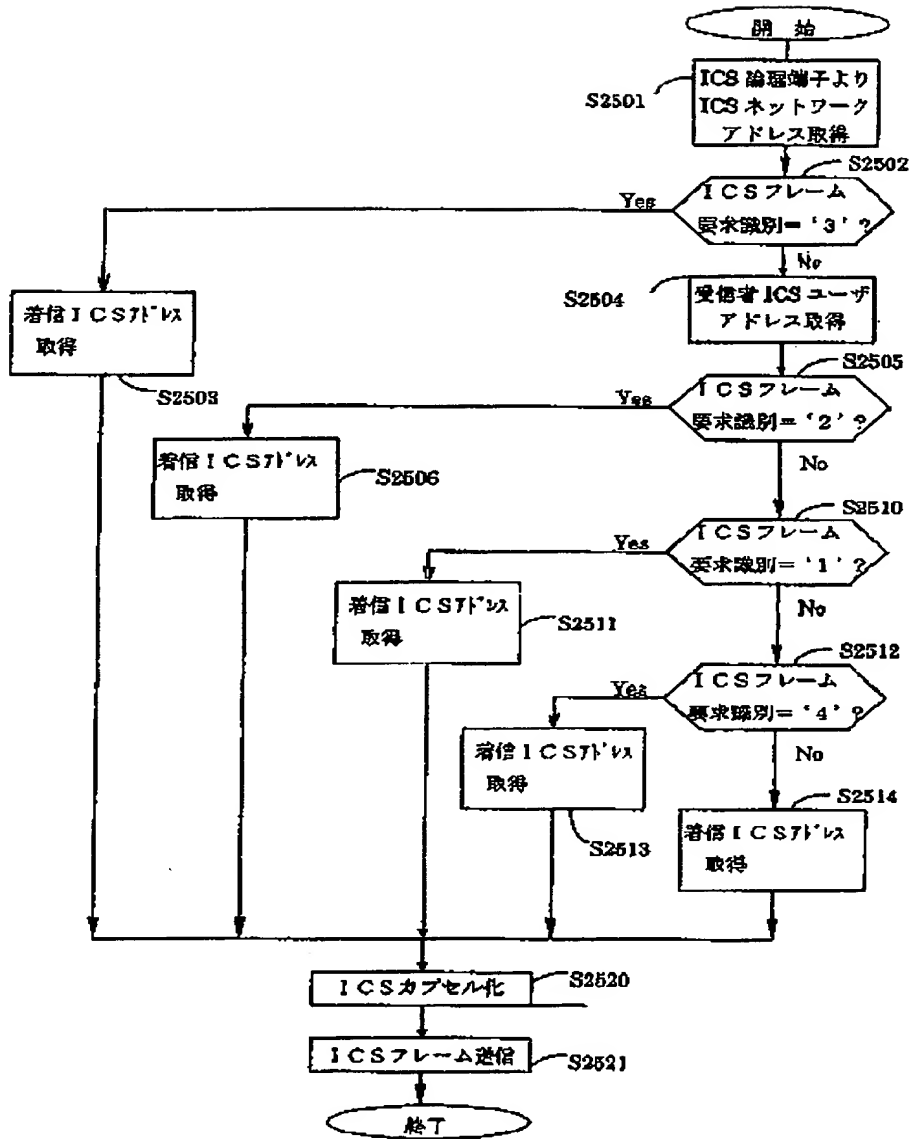 開 始
ICS論理端子より
ICSネットワーク
アドレス取得
S2501
S2502
ICSフレーム
要求識別=‘3’?
Yes
No
着信ICSアドレス
取得
S2503
S2504
受信者ICSユーザ
アドレス取得
S2505
ICSフレーム
要求識別=‘2’?
Yes
No
着信ICSアドレス
取得
S2506
S2510
ICSフレーム
要求識別=‘1’?
Yes
No
着信ICSアドレス
取得
S2511
S2512
ICSフレーム
要求識別=‘4’?
Yes
No
着信ICSアドレス
取得
S2513
S2514
着信ICSアドレス
取得
ICSカプセル化
S2520
ICSフレーム送信
S2521
終了